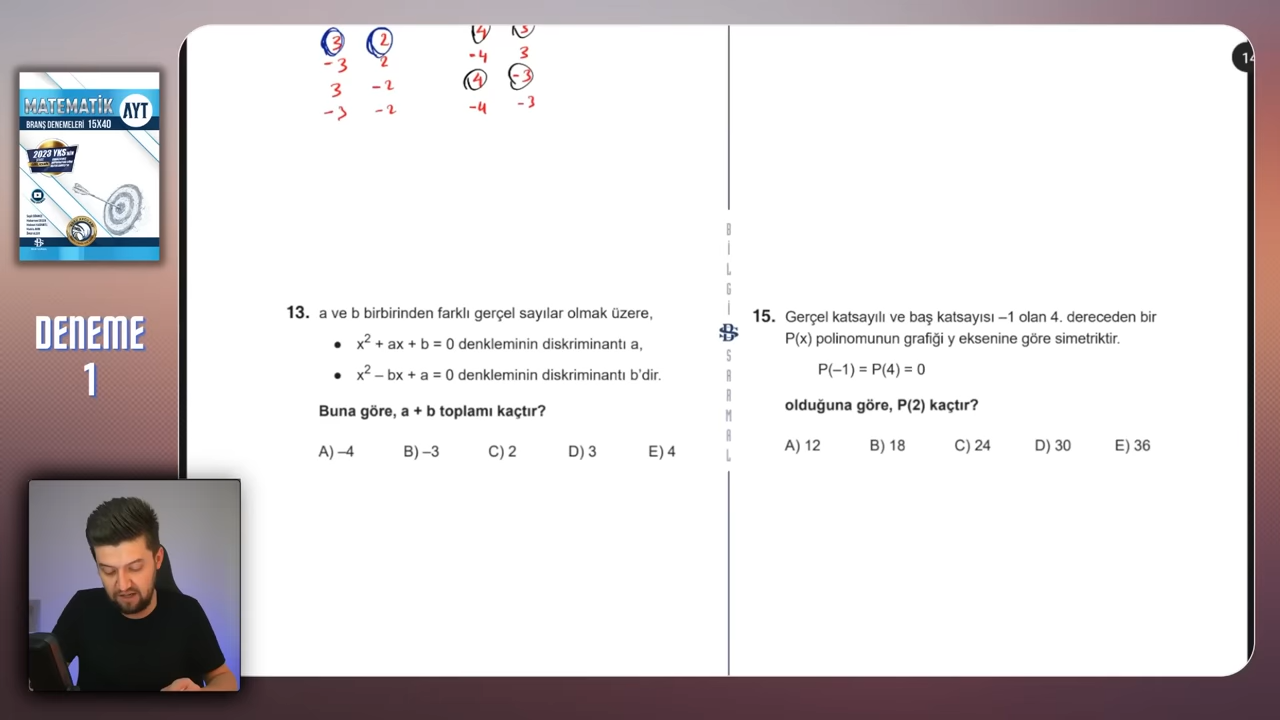 MATEMATİK AYT
BRANŞ DENEMELERİ 15X40
2023 YKS'NİN
DENEME
1
3 2
-3 2
3 -2
-3 -2
4 3
-4 3
4 -3
-4 -3
13. a ve b birbirinden farklı gerçel sayılar olmak üzere,
• x² + ax + b = 0 denkleminin diskriminantı a,
• x² – bx + a = 0 denkleminin diskriminantı b'dir.
Buna göre, a + b toplamı kaçtır?
A) –4 B) –3 C) 2 D) 3 E) 4
BİLGİ
SARMAL
14
15. Gerçel katsayılı ve baş katsayısı –1 olan 4. dereceden bir
P(x) polinomunun grafiği y eksenine göre simetriktir.
P(–1) = P(4) = 0
olduğuna göre, P(2) kaçtır?
A) 12 B) 18 C) 24 D) 30 E) 36